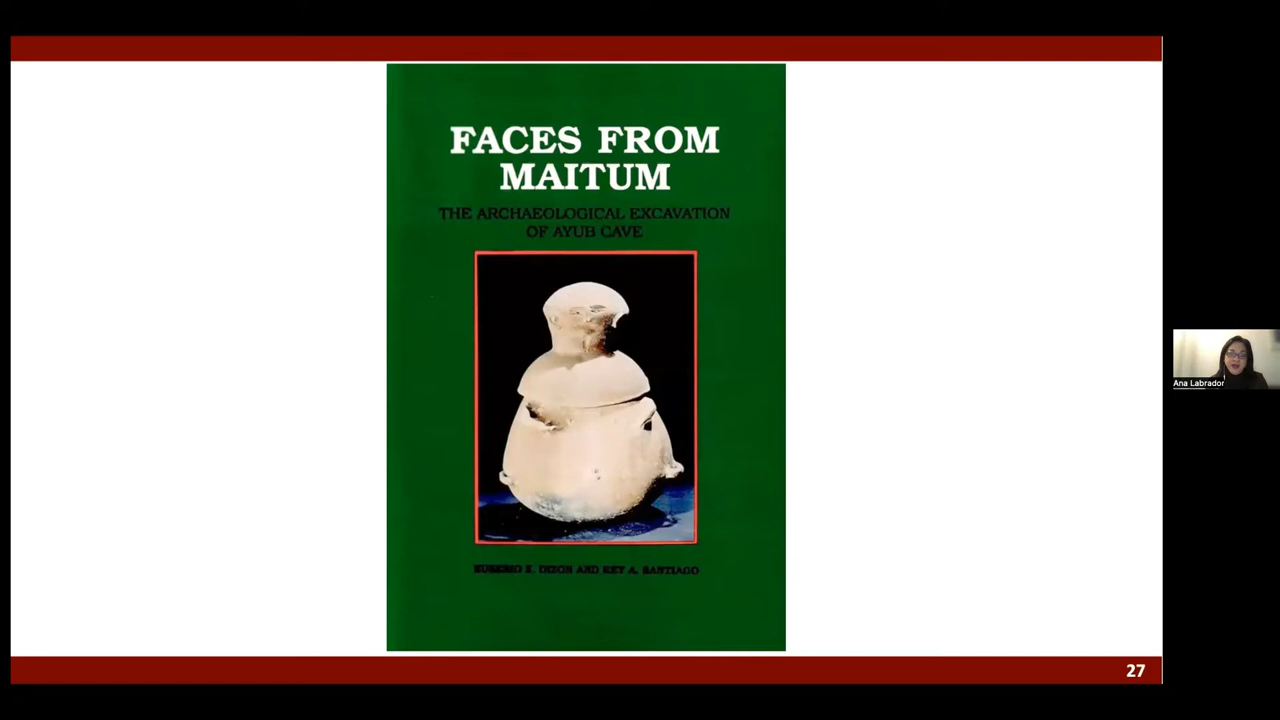 FACES FROM
MAITUM
THE ARCHAEOLOGICAL EXCAVATION
OF AYUB CAVE
EUSEBIO Z. DIZON AND REY A. SANTIAGO
27
Ana Labrador